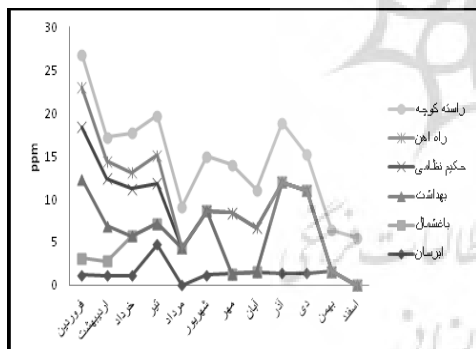 30
25
20
15
10
5
0
ppm
فروردین
اردیبهشت
خرداد
تیر
مرداد
شهریور
مهر
آبان
آذر
دی
بهمن
اسفند
راسته کوچه
راه اهن
حکیم نظامی
بهداشت
باغشمال
ابرسان